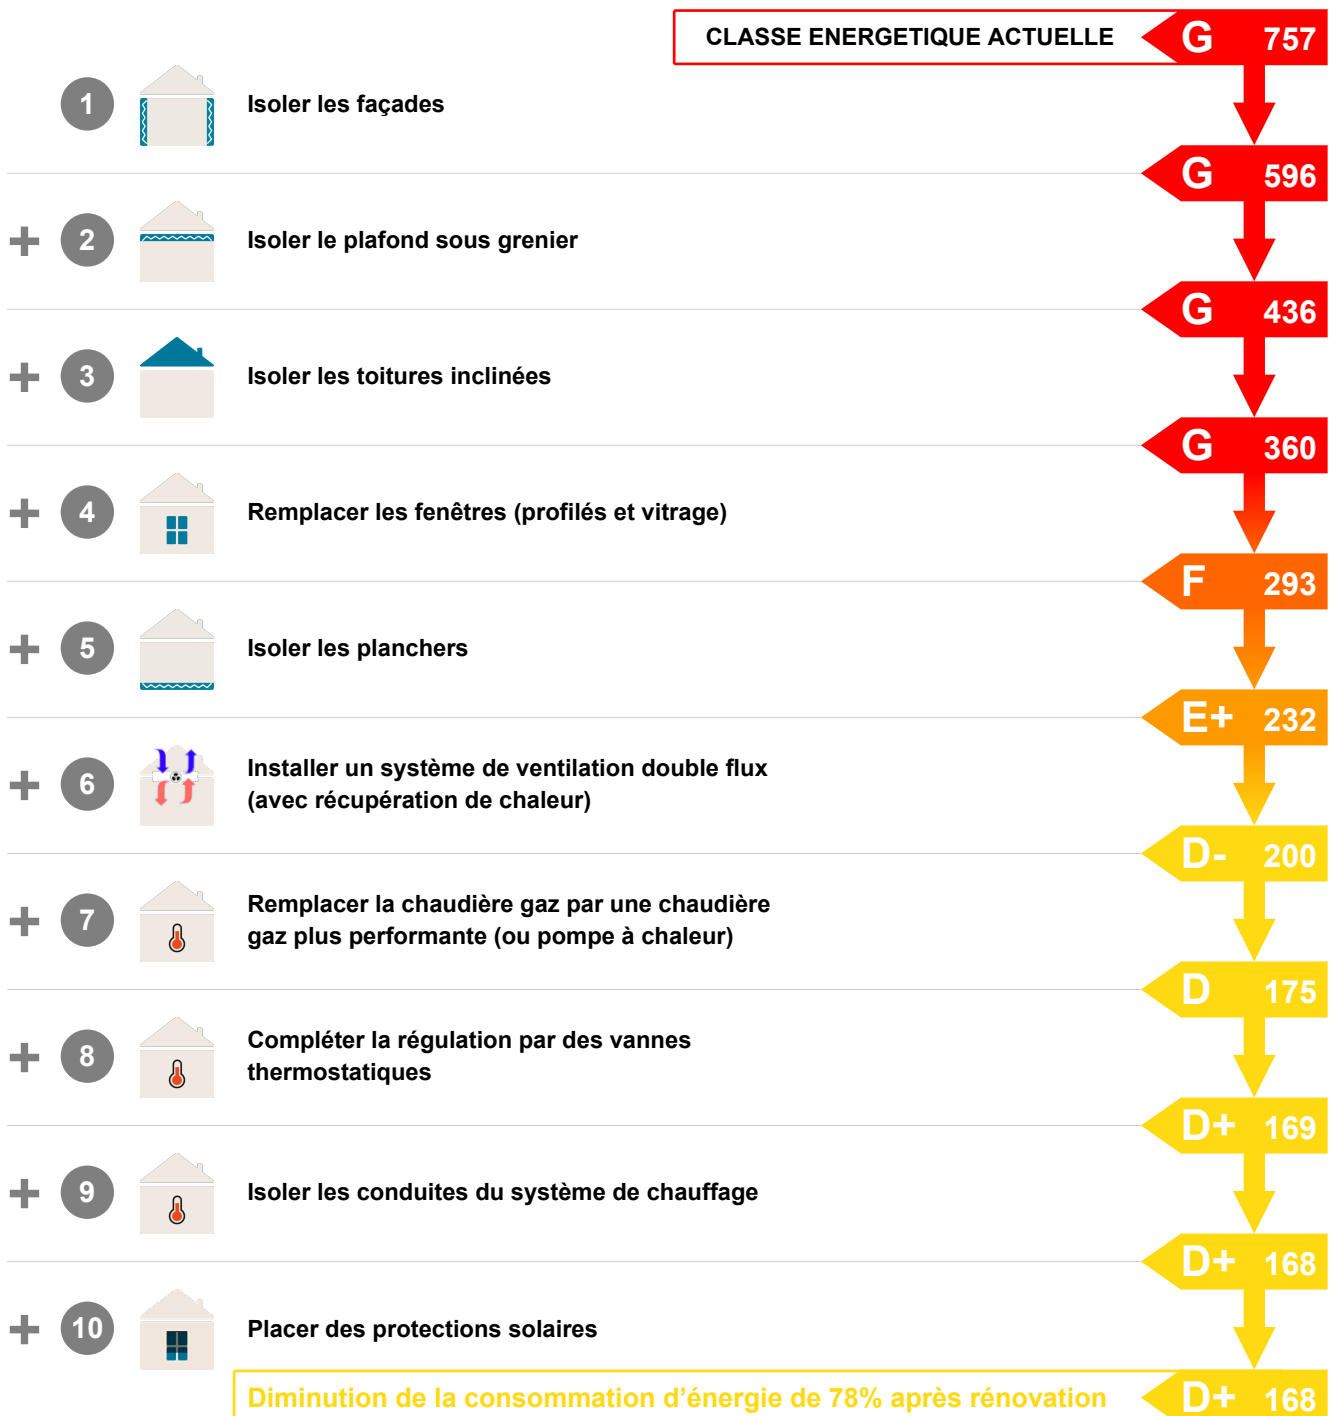 CLASSE ENERGETIQUE ACTUELLE G 757
1 Isoler les façades
G 596
+ 2 Isoler le plafond sous grenier
G 436
+ 3 Isoler les toitures inclinées
G 360
+ 4 Remplacer les fenêtres (profilés et vitrage)
F 293
+ 5 Isoler les planchers
E+ 232
+ 6 Installer un système de ventilation double flux
(avec récupération de chaleur)
D- 200
+ 7 Remplacer la chaudière gaz par une chaudière
gaz plus performante (ou pompe à chaleur)
D 175
+ 8 Compléter la régulation par des vannes
thermostatiques
D+ 169
+ 9 Isoler les conduites du système de chauffage
D+ 168
+ 10 Placer des protections solaires
Diminution de la consommation d’énergie de 78% après rénovation D+ 168